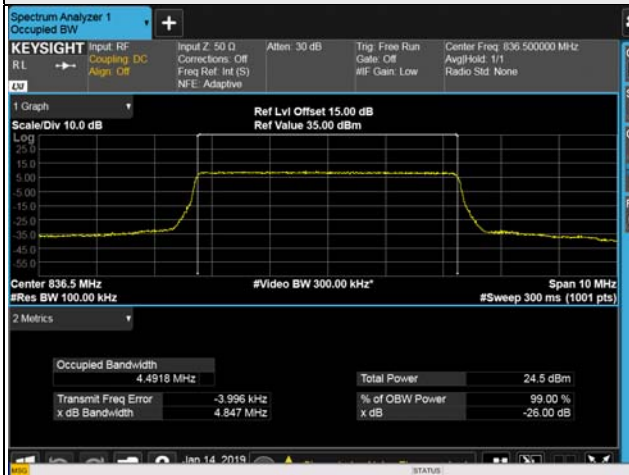 Spectrum Analyzer 1
Occupied BW
KEYSIGHT Input: RF Input Z: 50 Ω Atten: 30 dB Trig: Free Run Center Freq: 836.500000 MHz
RL Coupling: DC Corrections: Off Gate: Off Avg|Hold: 1/1
Align: Off Freq Ref: Int (S) #IF Gain: Low Radio Std: None
LXI NFE: Adaptive
1 Graph
Ref Lvl Offset 15.00 dB
Scale/Div 10.0 dB Ref Value 35.00 dBm
Log
25.0
15.0
5.00
-5.00
-15.0
-25.0
-35.0
-45.0
-55.0
Center 836.5 MHz #Video BW 300.00 kHz* Span 10 MHz
#Res BW 100.00 kHz #Sweep 300 ms (1001 pts)
2 Metrics
Occupied Bandwidth
4.4918 MHz Total Power 24.5 dBm
Transmit Freq Error -3.996 kHz % of OBW Power 99.00 %
x dB Bandwidth 4.847 MHz x dB -26.00 dB
Jan 14, 2019
MSG STATUS